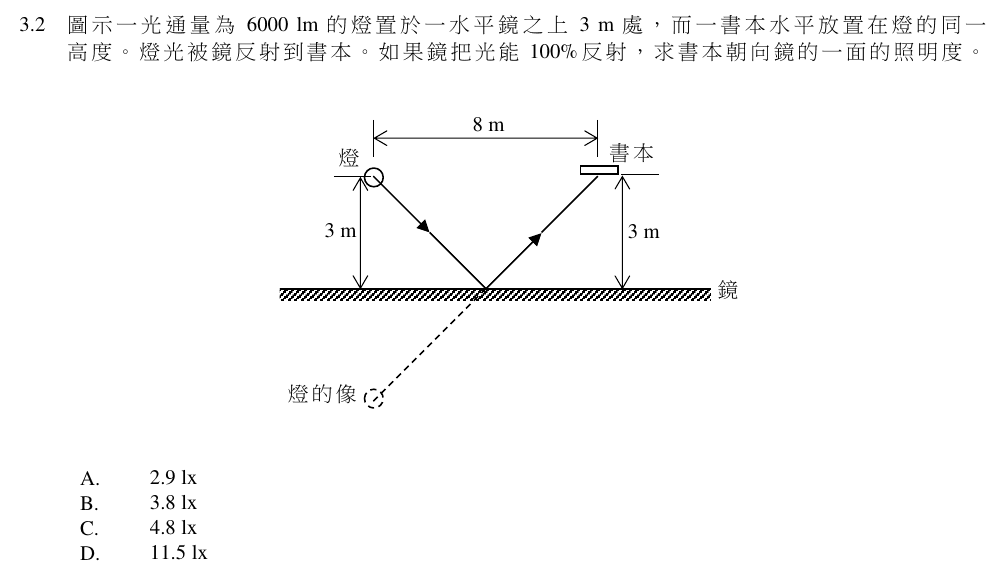 3.2 圖示一光通量為 6000 lm 的燈置於一水平鏡之上 3 m 處，而一書本水平放置在燈的同一
高度。燈光被鏡反射到書本。如果鏡把光能 100% 反射，求書本朝向鏡的一面的照明度。
8 m
燈
書本
3 m
3 m
鏡
燈的像
A. 2.9 lx
B. 3.8 lx
C. 4.8 lx
D. 11.5 lx